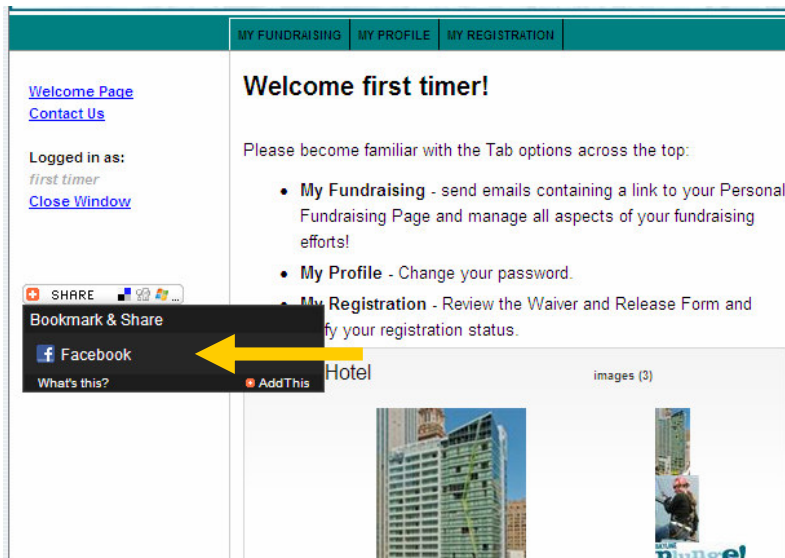 MY FUNDRAISING MY PROFILE MY REGISTRATION
Welcome Page
Contact Us
Logged in as:
first timer
Close Window
SHARE ...
Bookmark & Share
Facebook
What's this? AddThis
Welcome first timer!
Please become familiar with the Tab options across the top:
• My Fundraising - send emails containing a link to your Personal
Fundraising Page and manage all aspects of your fundraising
efforts!
• My Profile - Change your password.
• My Registration - Review the Waiver and Release Form and
fy your registration status.
Hotel
images (3)
SKYLINE
plunge!